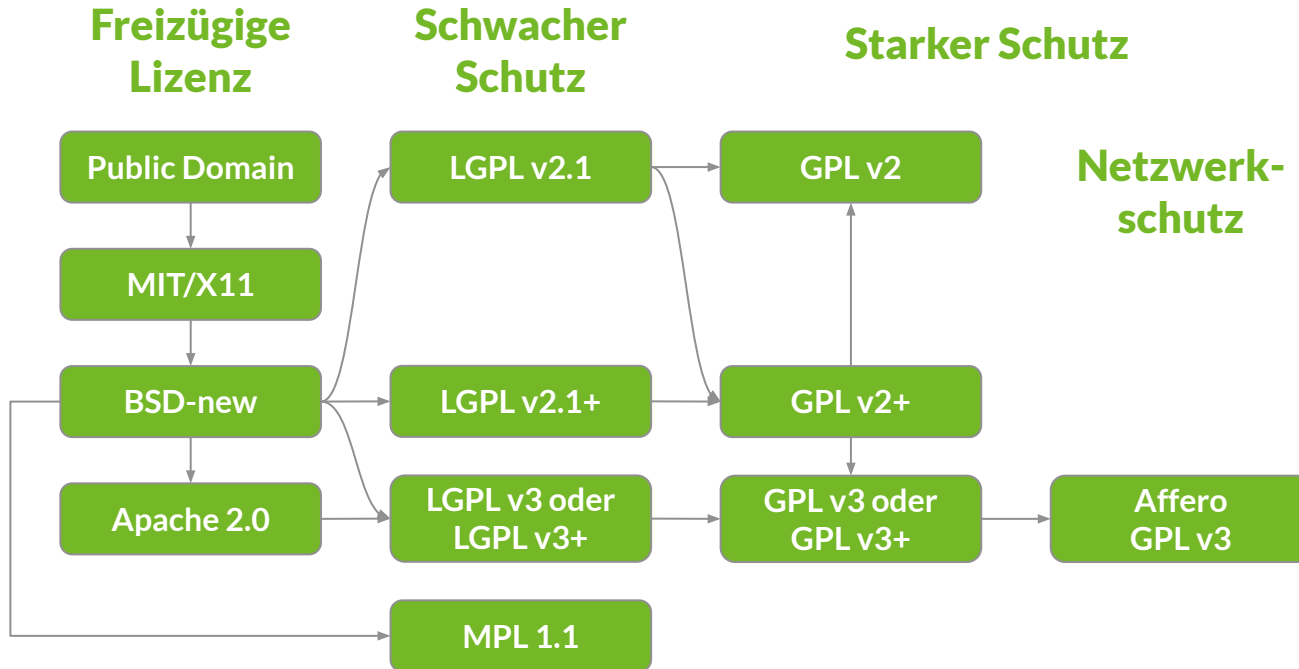 Freizügige
Lizenz
Schwacher
Schutz
Starker Schutz
Netzwerk-
schutz
Public Domain
LGPL v2.1
GPL v2
MIT/X11
BSD-new
LGPL v2.1+
GPL v2+
Apache 2.0
LGPL v3 oder
LGPL v3+
GPL v3 oder
GPL v3+
Affero
GPL v3
MPL 1.1